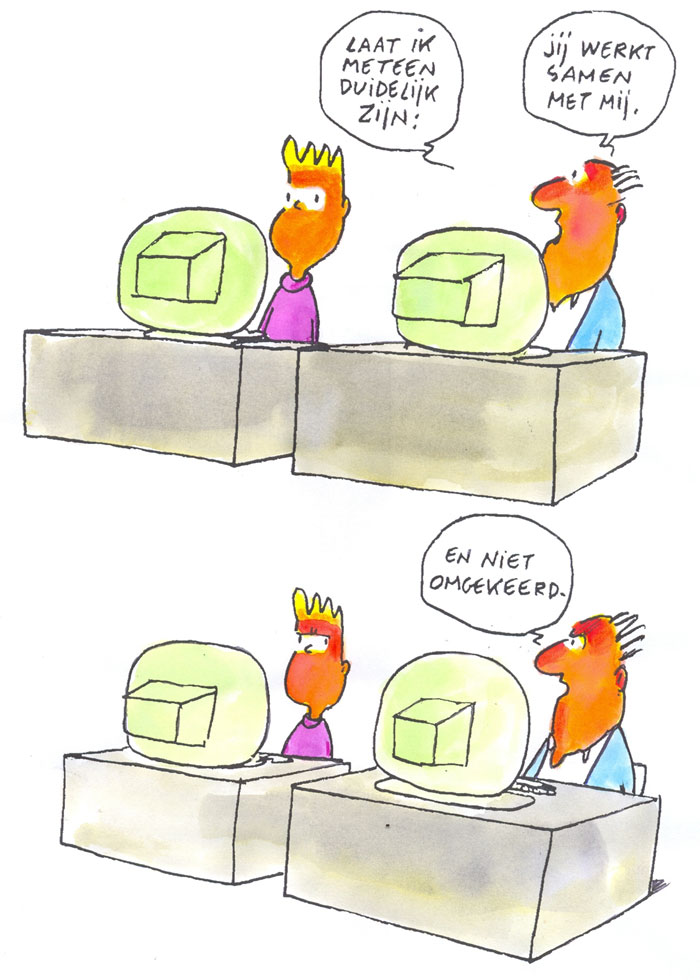 LAAT IK
METEEN
DUIDELIJK
ZIJN:
JIJ WERKT
SAMEN
MET MIJ.
EN NIET
OMGEKEERD.